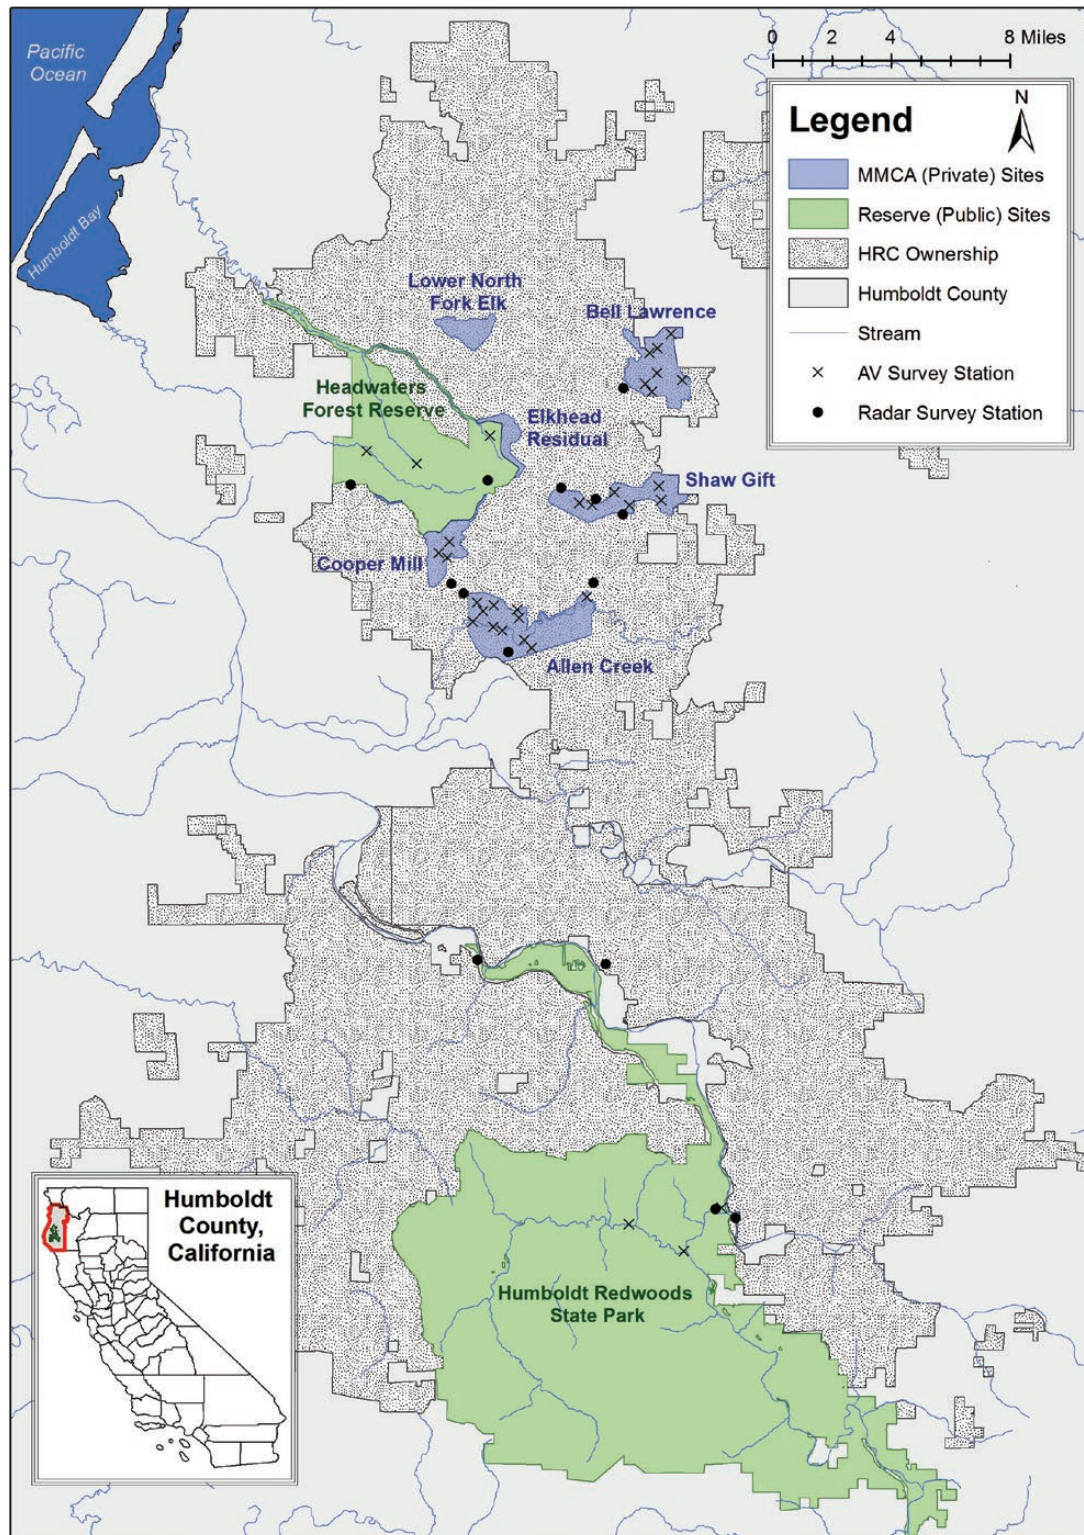 Pacific
Ocean
Humboldt Bay
0 2 4 8 Miles
Legend
N
MMCA (Private) Sites
Reserve (Public) Sites
HRC Ownership
Humboldt County
Stream
AV Survey Station
Radar Survey Station
Lower North
Fork Elk
Bell Lawrence
Headwaters
Forest Reserve
Elkhead
Residual
Shaw Gift
Cooper Mill
Allen Creek
Humboldt
County,
California
Humboldt Redwoods
State Park